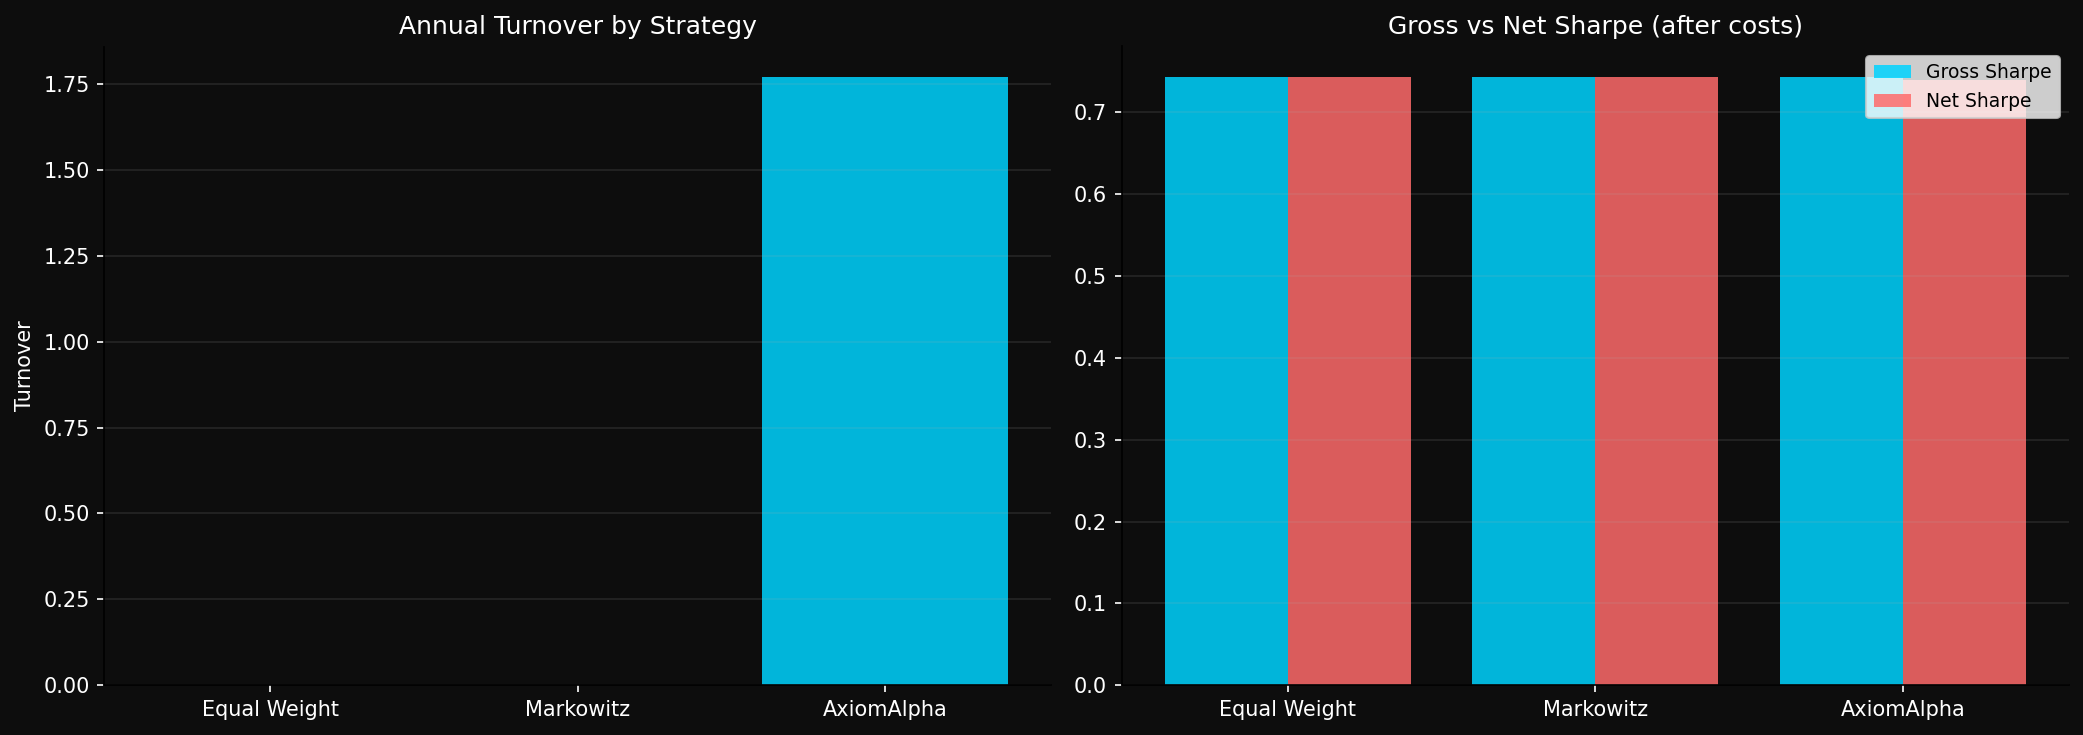 Annual Turnover by Strategy
Turnover
1.75
1.50
1.25
1.00
0.75
0.50
0.25
0.00
Equal Weight
Markowitz
AxiomAlpha
Gross vs Net Sharpe (after costs)
Gross Sharpe
Net Sharpe
0.7
0.6
0.5
0.4
0.3
0.2
0.1
0.0
Equal Weight
Markowitz
AxiomAlpha